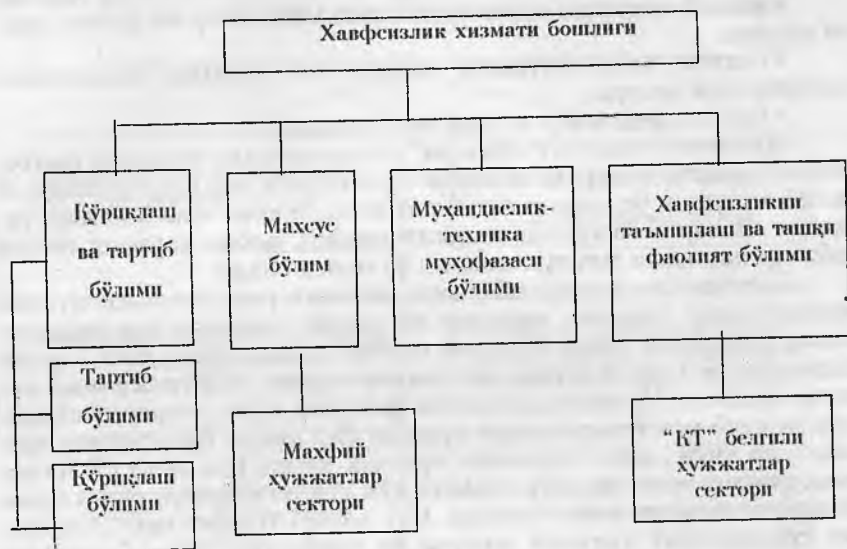 Хавфсизлик хизмати бошлиғи
Қўриқлаш
ва тартиб
бўлими
Махсус
бўлим
Муҳандислик-
техника
муҳофазаси
бўлими
Хавфсизликни
таъминлаш ва ташқи
фаолият бўлими
Тартиб
бўлими
Қўриқлаш
бўлими
Махфий
ҳужжатлар
сектори
“КТ” белгили
ҳужжатлар
сектори